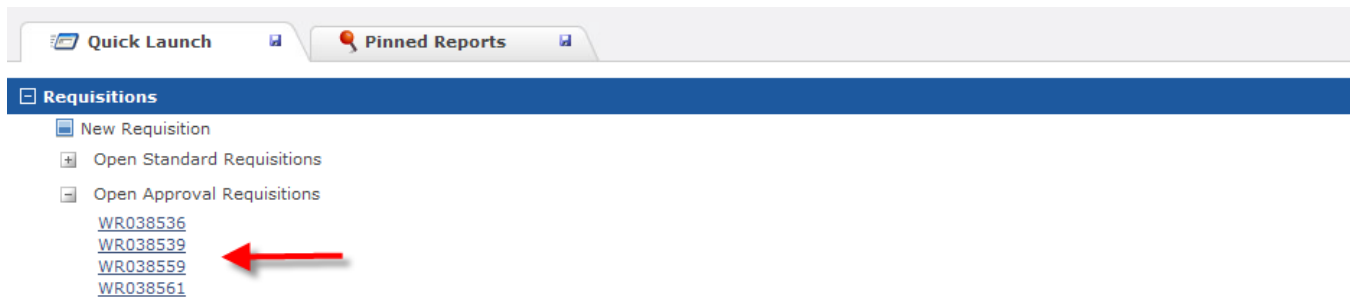 Quick Launch Pinned Reports
Requisitions
New Requisition
Open Standard Requisitions
Open Approval Requisitions
WR038536
WR038539
WR038559
WR038561